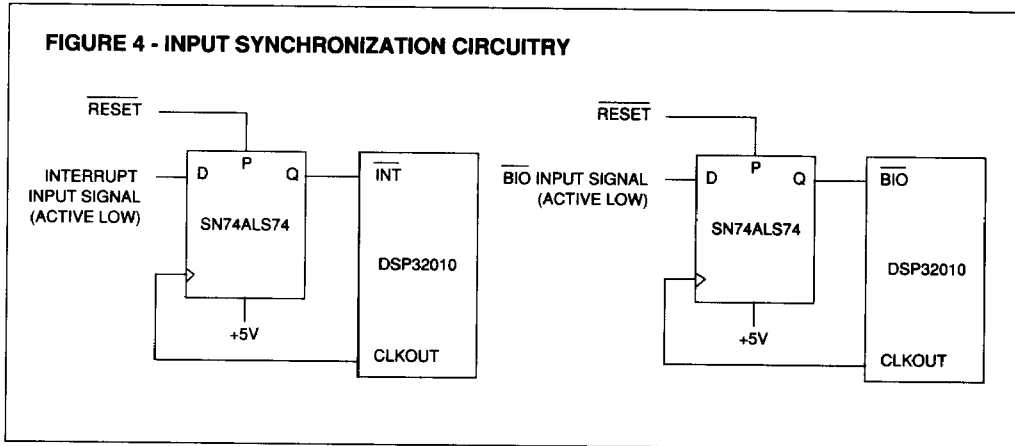 FIGURE 4 - INPUT SYNCHRONIZATION CIRCUITRY
RESET
P
D
Q
INTERRUPT
INPUT SIGNAL
(ACTIVE LOW)
SN74ALS74
+5V
INT
DSP32010
CLKOUT
RESET
P
D
Q
BIO INPUT SIGNAL
(ACTIVE LOW)
SN74ALS74
+5V
BIO
DSP32010
CLKOUT